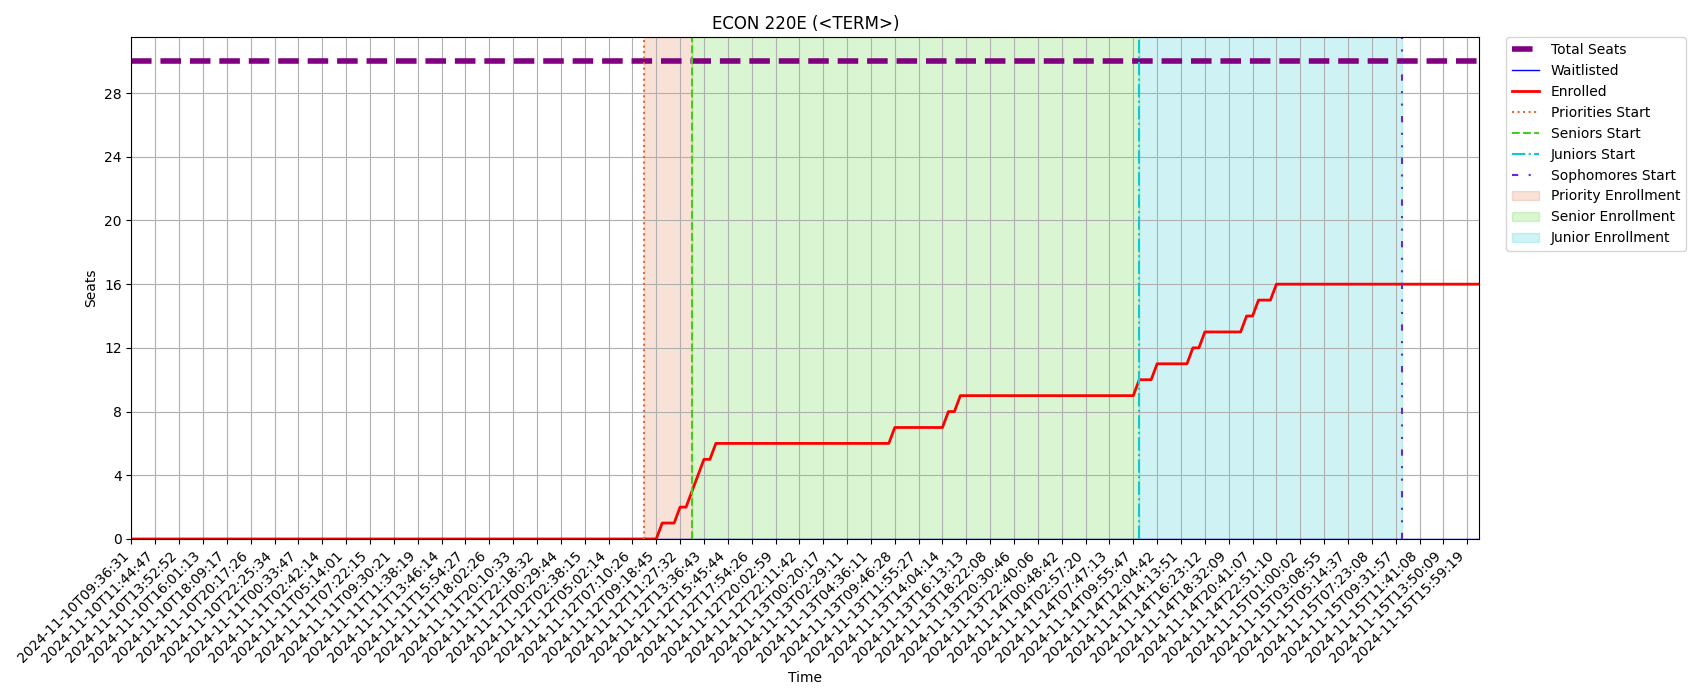 ECON 220E (<TERM>)
Total Seats
Waitlisted
Enrolled
Priorities Start
Seniors Start
Juniors Start
Sophomores Start
Priority Enrollment
Senior Enrollment
Junior Enrollment
Seats
28
24
20
16
12
8
4
0
2024-11-10T09:36:31
2024-11-10T11:44:47
2024-11-10T13:52:52
2024-11-10T16:01:13
2024-11-10T18:09:17
2024-11-10T20:17:26
2024-11-10T22:25:34
2024-11-11T00:33:47
2024-11-11T02:42:14
2024-11-11T05:14:01
2024-11-11T07:22:15
2024-11-11T09:30:21
2024-11-11T11:38:19
2024-11-11T13:46:14
2024-11-11T15:54:27
2024-11-11T18:02:26
2024-11-11T20:10:33
2024-11-11T22:18:32
2024-11-12T00:29:44
2024-11-12T02:38:15
2024-11-12T05:02:14
2024-11-12T07:10:26
2024-11-12T09:18:45
2024-11-12T11:27:32
2024-11-12T13:36:43
2024-11-12T15:45:44
2024-11-12T17:54:26
2024-11-12T20:02:59
2024-11-12T22:11:42
2024-11-13T00:20:17
2024-11-13T02:29:11
2024-11-13T04:36:11
2024-11-13T09:46:28
2024-11-13T11:55:27
2024-11-13T14:04:14
2024-11-13T16:13:13
2024-11-13T18:22:08
2024-11-13T20:30:46
2024-11-13T22:40:06
2024-11-14T00:48:42
2024-11-14T02:57:20
2024-11-14T07:47:13
2024-11-14T09:55:47
2024-11-14T12:04:42
2024-11-14T14:13:51
2024-11-14T16:23:12
2024-11-14T18:32:09
2024-11-14T20:41:07
2024-11-14T22:51:10
2024-11-15T01:00:02
2024-11-15T03:08:55
2024-11-15T05:14:37
2024-11-15T07:23:08
2024-11-15T09:31:57
2024-11-15T11:41:08
2024-11-15T13:50:09
2024-11-15T15:59:19
Time